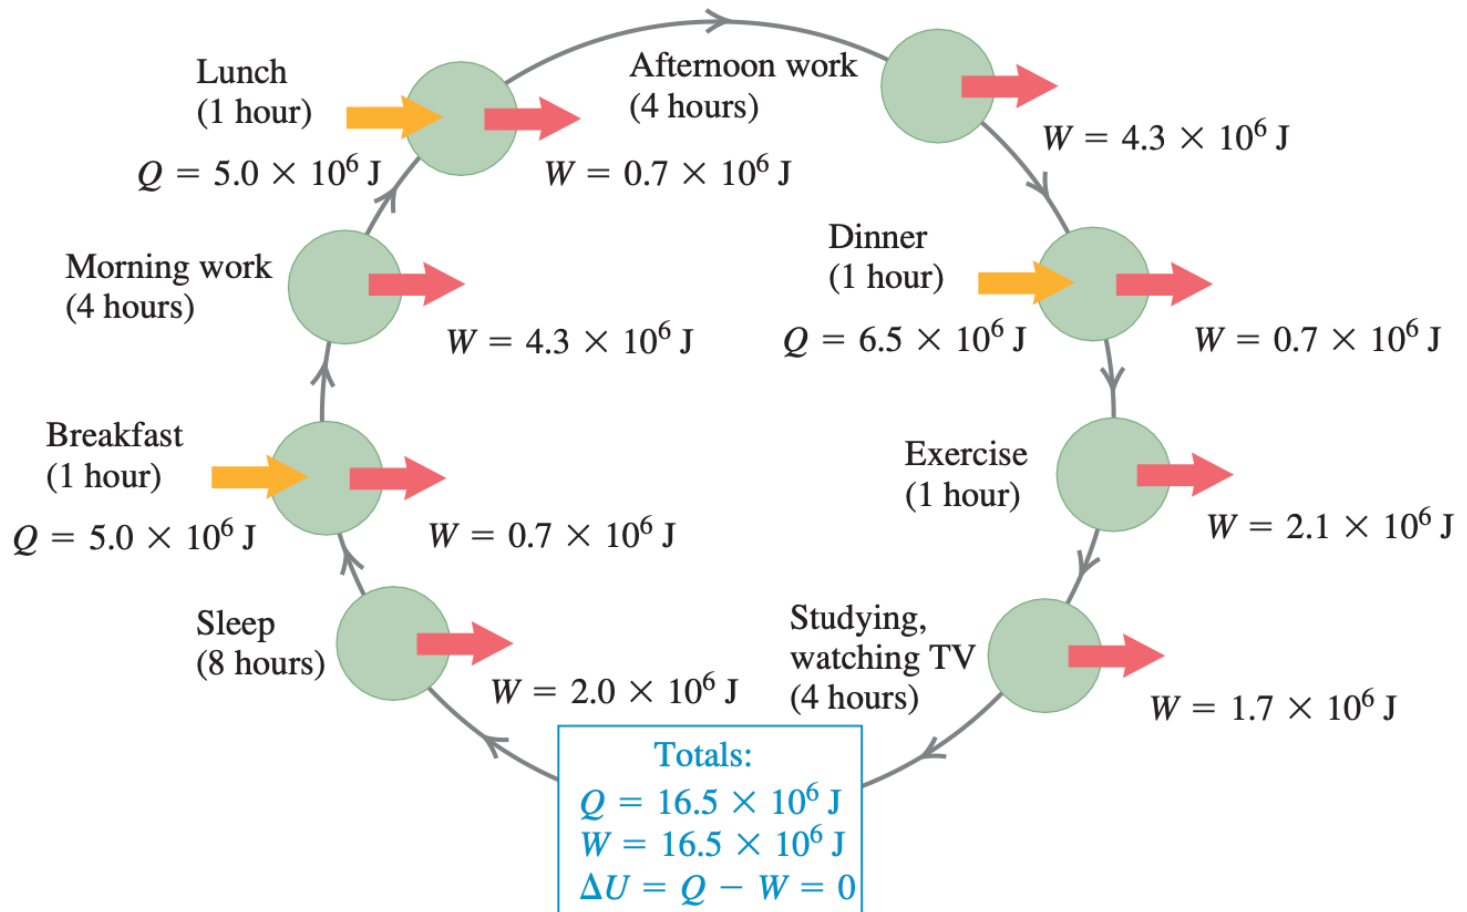 Lunch
(1 hour)
Q = 5.0 × 10⁶ J
W = 0.7 × 10⁶ J
Afternoon work
(4 hours)
W = 4.3 × 10⁶ J
Morning work
(4 hours)
W = 4.3 × 10⁶ J
Dinner
(1 hour)
Q = 6.5 × 10⁶ J
W = 0.7 × 10⁶ J
Breakfast
(1 hour)
Q = 5.0 × 10⁶ J
W = 0.7 × 10⁶ J
Exercise
(1 hour)
W = 2.1 × 10⁶ J
Sleep
(8 hours)
W = 2.0 × 10⁶ J
Studying,
watching TV
(4 hours)
W = 1.7 × 10⁶ J
Totals:
Q = 16.5 × 10⁶ J
W = 16.5 × 10⁶ J
ΔU = Q − W = 0